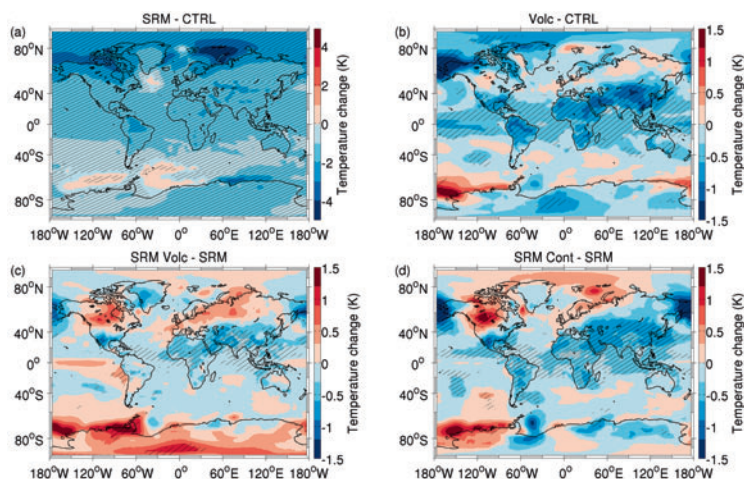 SRM - CTRL
(a)
80°N
40°N
0°
40°S
80°S
180°W 120°W 60°W 0° 60°E 120°E 180°W
4
2
0
-2
-4
Temperature change (K)
Volc - CTRL
(b)
80°N
40°N
0°
40°S
80°S
180°W 120°W 60°W 0° 60°E 120°E 180°W
1.5
1
0.5
0
-0.5
-1
-1.5
Temperature change (K)
SRM Volc - SRM
(c)
80°N
40°N
0°
40°S
80°S
180°W 120°W 60°W 0° 60°E 120°E 180°W
1.5
1
0.5
0
-0.5
-1
-1.5
Temperature change (K)
SRM Cont - SRM
(d)
80°N
40°N
0°
40°S
80°S
180°W 120°W 60°W 0° 60°E 120°E 180°W
1.5
1
0.5
0
-0.5
-1
-1.5
Temperature change (K)